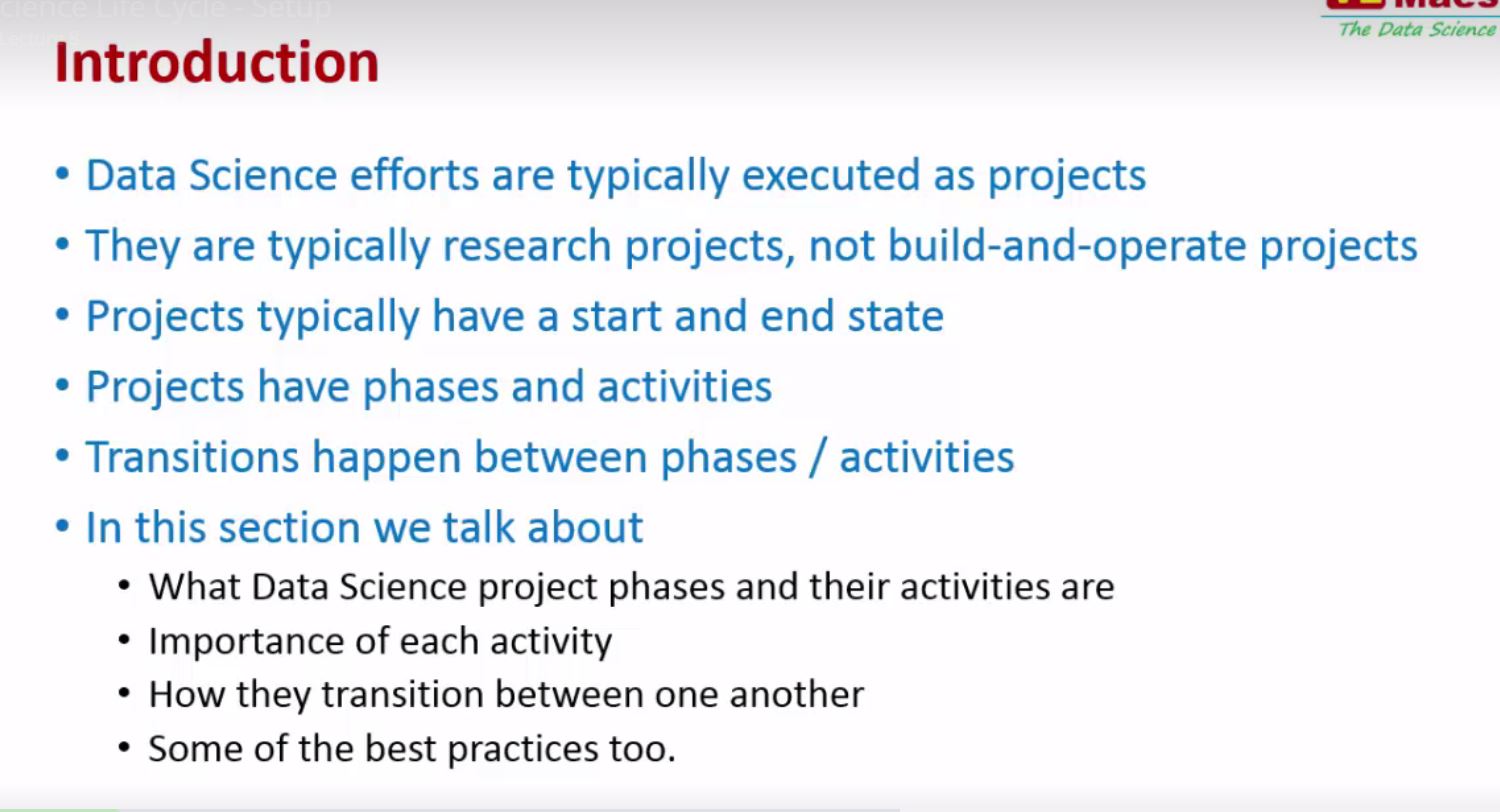 cience Life Cycle - Setup
Lecture 8
The Data Science
Introduction
• Data Science efforts are typically executed as projects
• They are typically research projects, not build-and-operate projects
• Projects typically have a start and end state
• Projects have phases and activities
• Transitions happen between phases / activities
• In this section we talk about
• What Data Science project phases and their activities are
• Importance of each activity
• How they transition between one another
• Some of the best practices too.